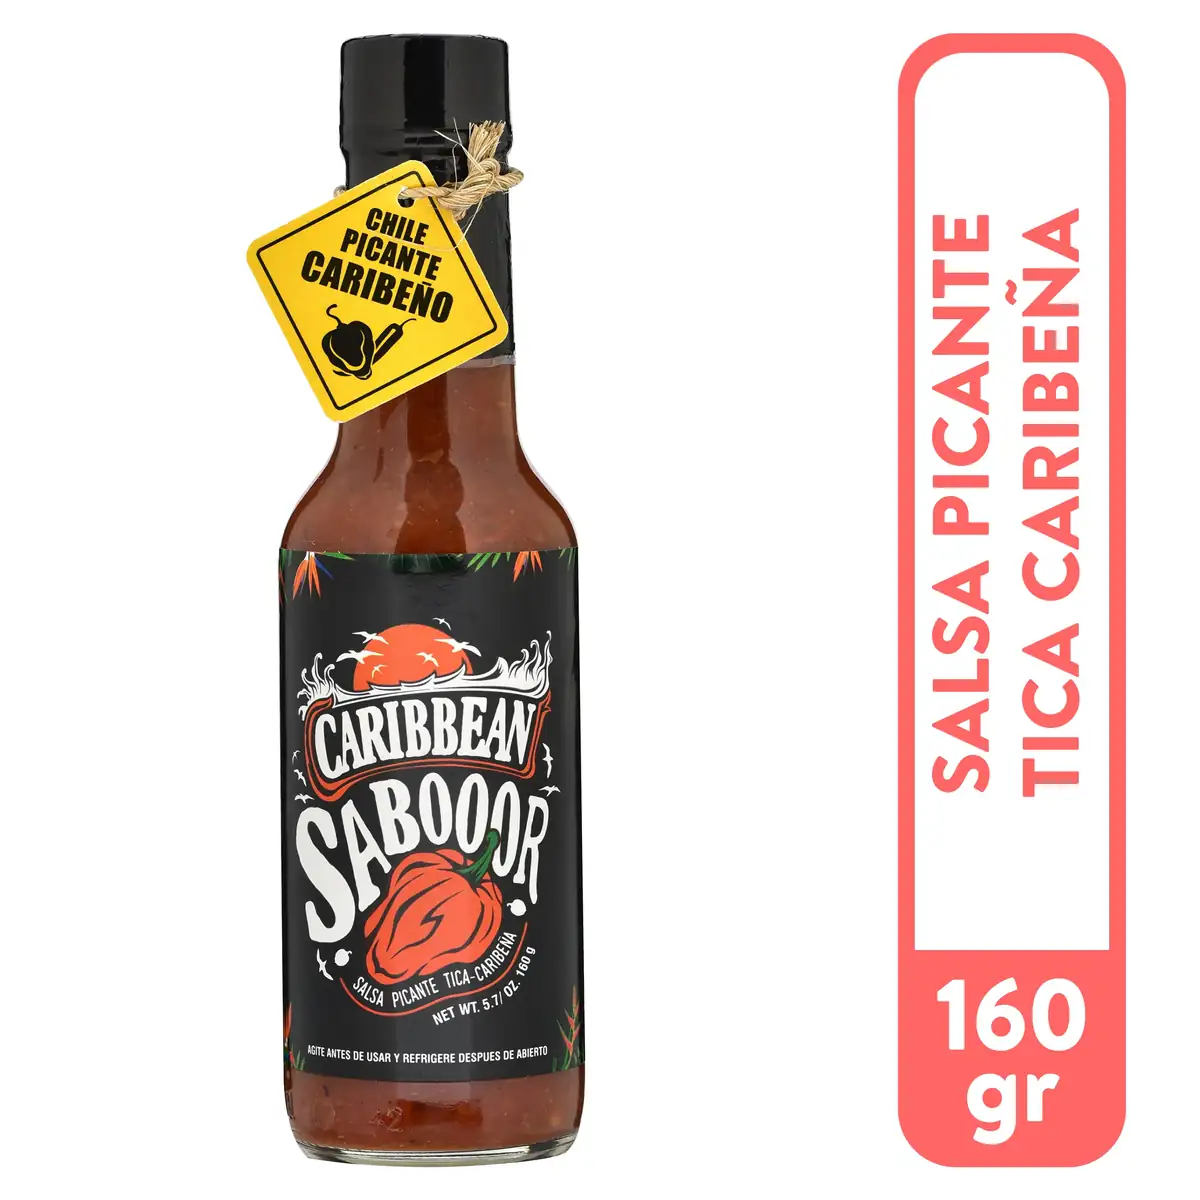 CHILE
PICANTE
CARIBEÑO
CARIBBEAN
SABOOOR
SALSA PICANTE TICA-CARIBEÑA
NET WT. 5.7/ OZ. 160 g
AGITE ANTES DE USAR Y REFRIGERE DESPUES DE ABIERTO
SALSA PICANTE
TICA CARIBEÑA
160
gr